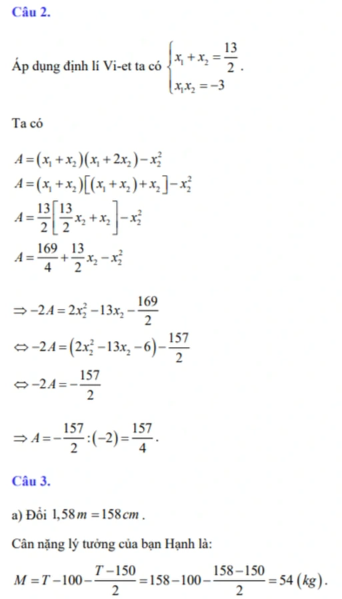 Câu 2.
Áp dụng định lí Vi-et ta có { x₁ + x₂ = 13/2
x₁x₂ = −3 .
Ta có
A = (x₁ + x₂)(x₁ + 2x₂) − x₂²
A = (x₁ + x₂)[(x₁ + x₂) + x₂] − x₂²
A = 13/2 [13/2 x₂ + x₂] − x₂²
A = 169/4 + 13/2 x₂ − x₂²
⇒ −2A = 2x₂² − 13x₂ − 169/2
⇔ −2A = (2x₂² − 13x₂ − 6) − 157/2
⇔ −2A = − 157/2
⇒ A = − 157/2 : (−2) = 157/4 .
Câu 3.
a) Đổi 1,58m = 158cm .
Cân nặng lý tưởng của bạn Hạnh là:
M = T − 100 − (T − 150)/2 = 158 − 100 − (158 − 150)/2 = 54 (kg) .